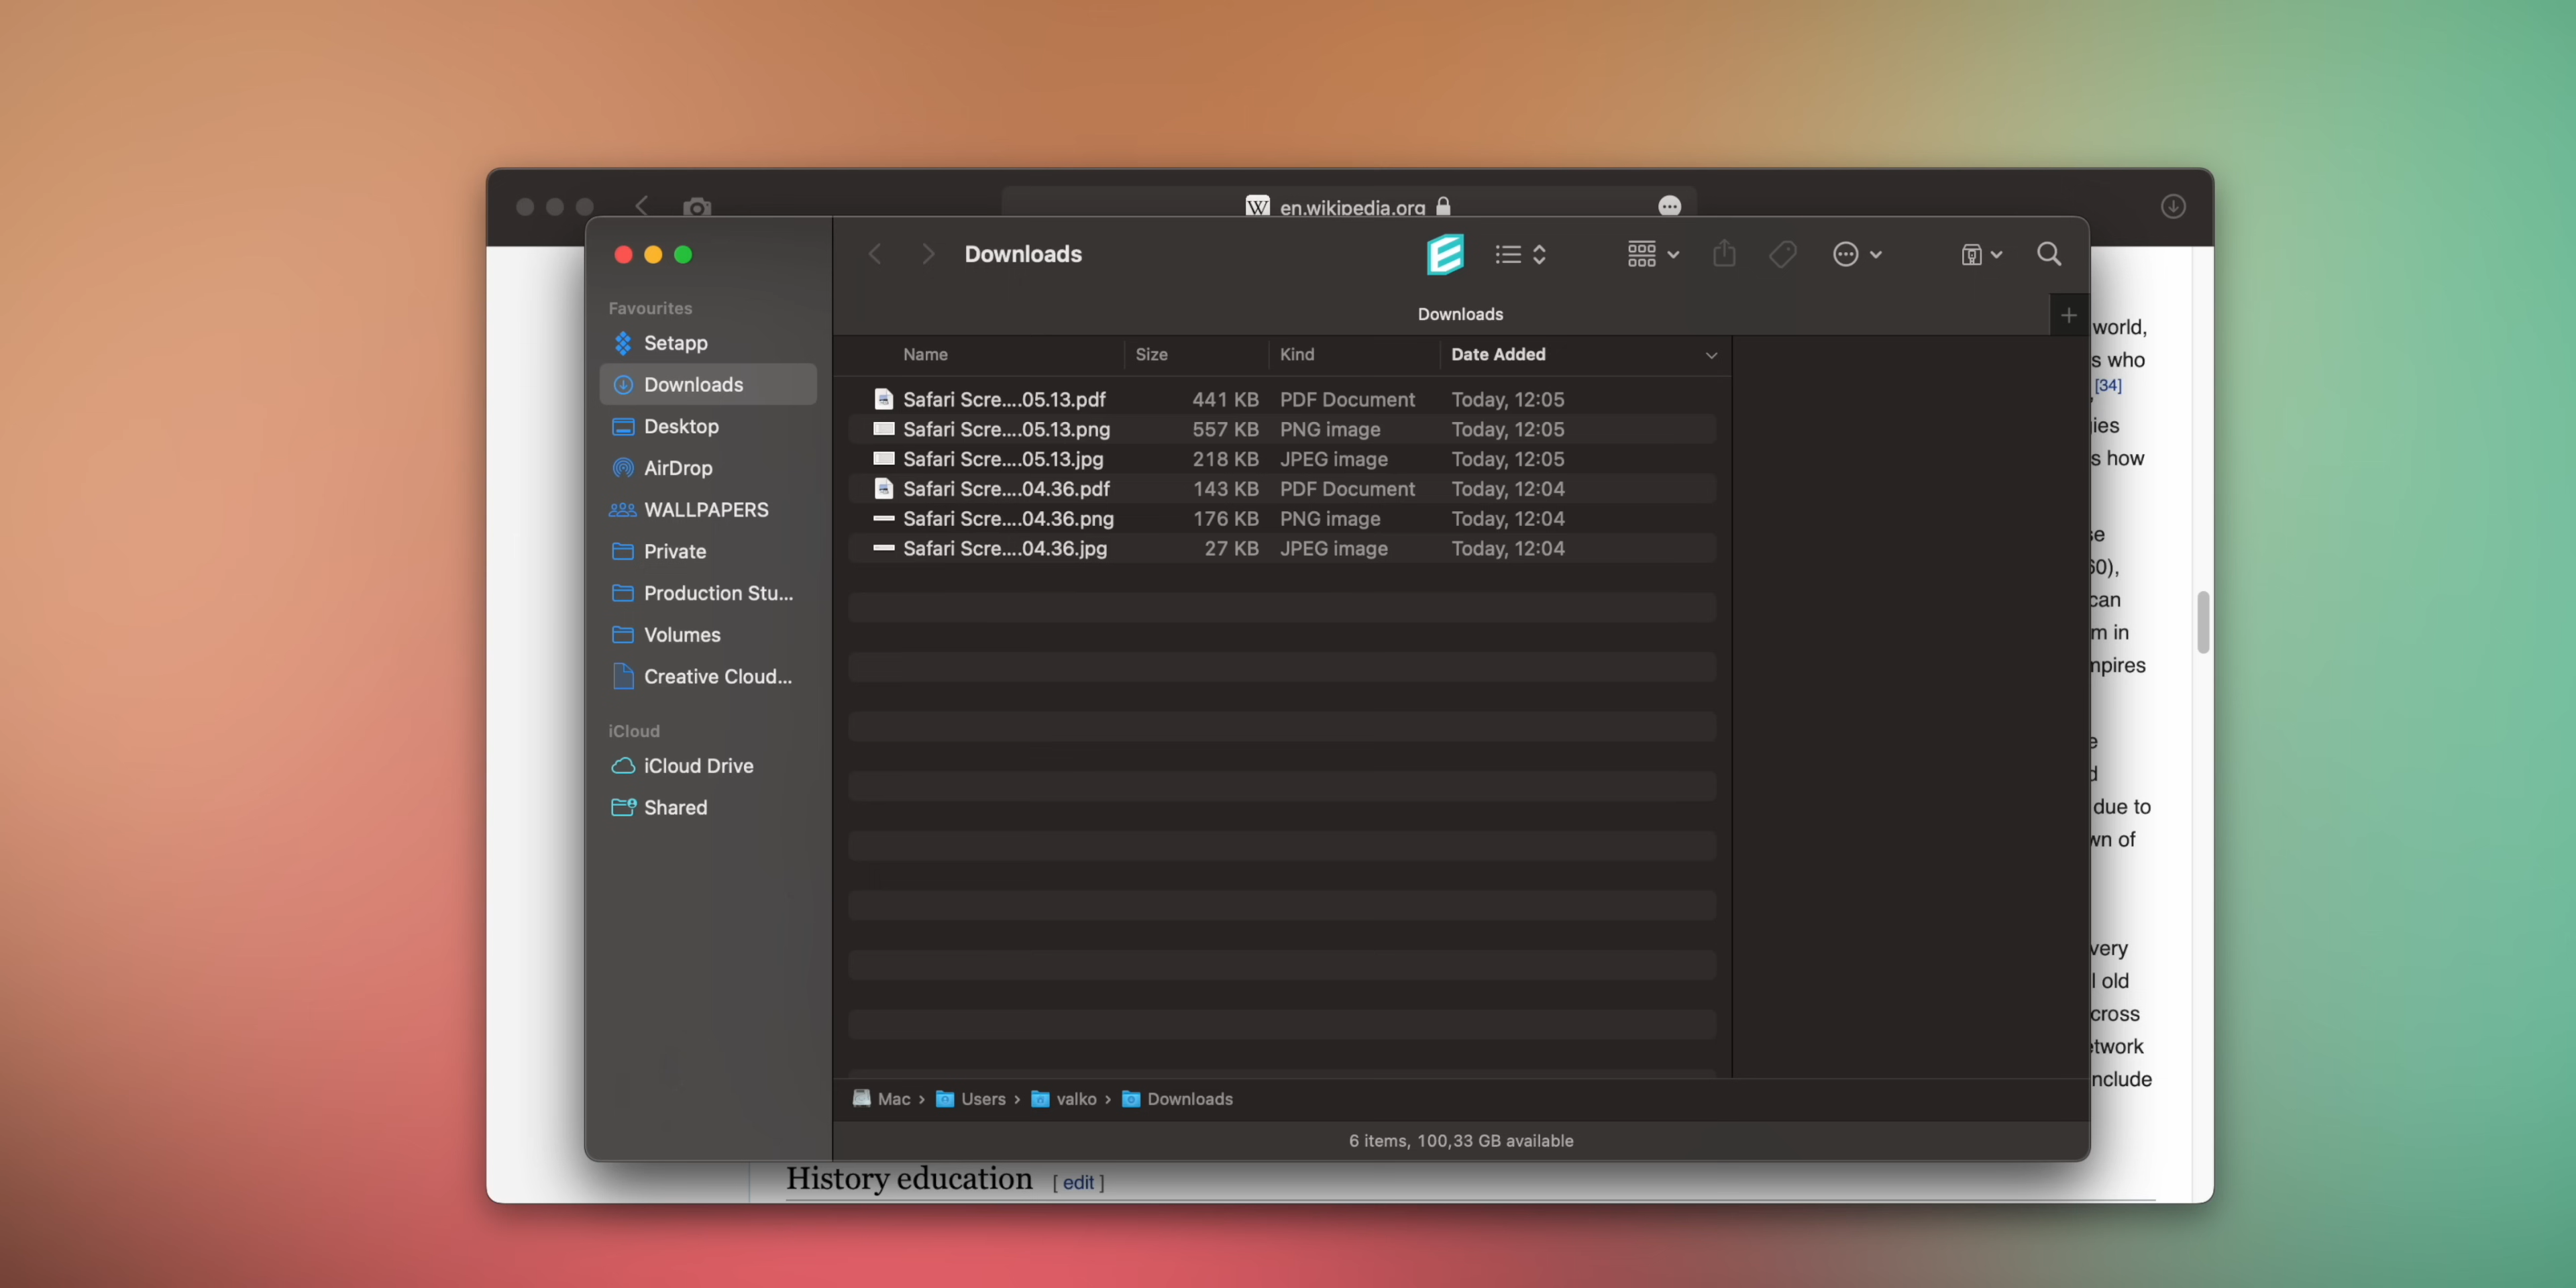 en.wikipedia.org
Downloads
Downloads
Favourites
Setapp
Downloads
Desktop
AirDrop
WALLPAPERS
Private
Production Stu...
Volumes
Creative Cloud...
iCloud
iCloud Drive
Shared
Name Size Kind Date Added
Safari Scre....05.13.pdf 441 KB PDF Document Today, 12:05
Safari Scre....05.13.png 557 KB PNG image Today, 12:05
Safari Scre....05.13.jpg 218 KB JPEG image Today, 12:05
Safari Scre....04.36.pdf 143 KB PDF Document Today, 12:04
Safari Scre....04.36.png 176 KB PNG image Today, 12:04
Safari Scre....04.36.jpg 27 KB JPEG image Today, 12:04
Mac › Users › valko › Downloads
6 items, 100,33 GB available
world,
who
[34]
how
can
in
due to
of
old
History education [ edit ]